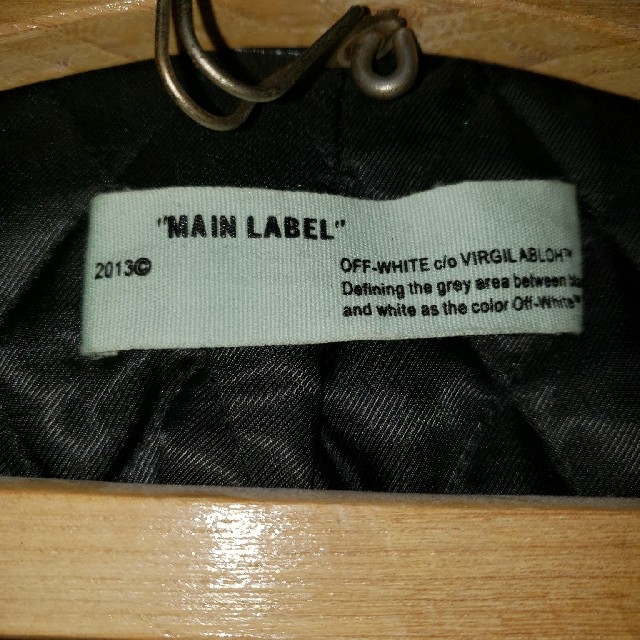 "MAIN LABEL"
2013©
OFF-WHITE c/o VIRGIL ABLOH™
Defining the grey area between
and white as the color Off-White™